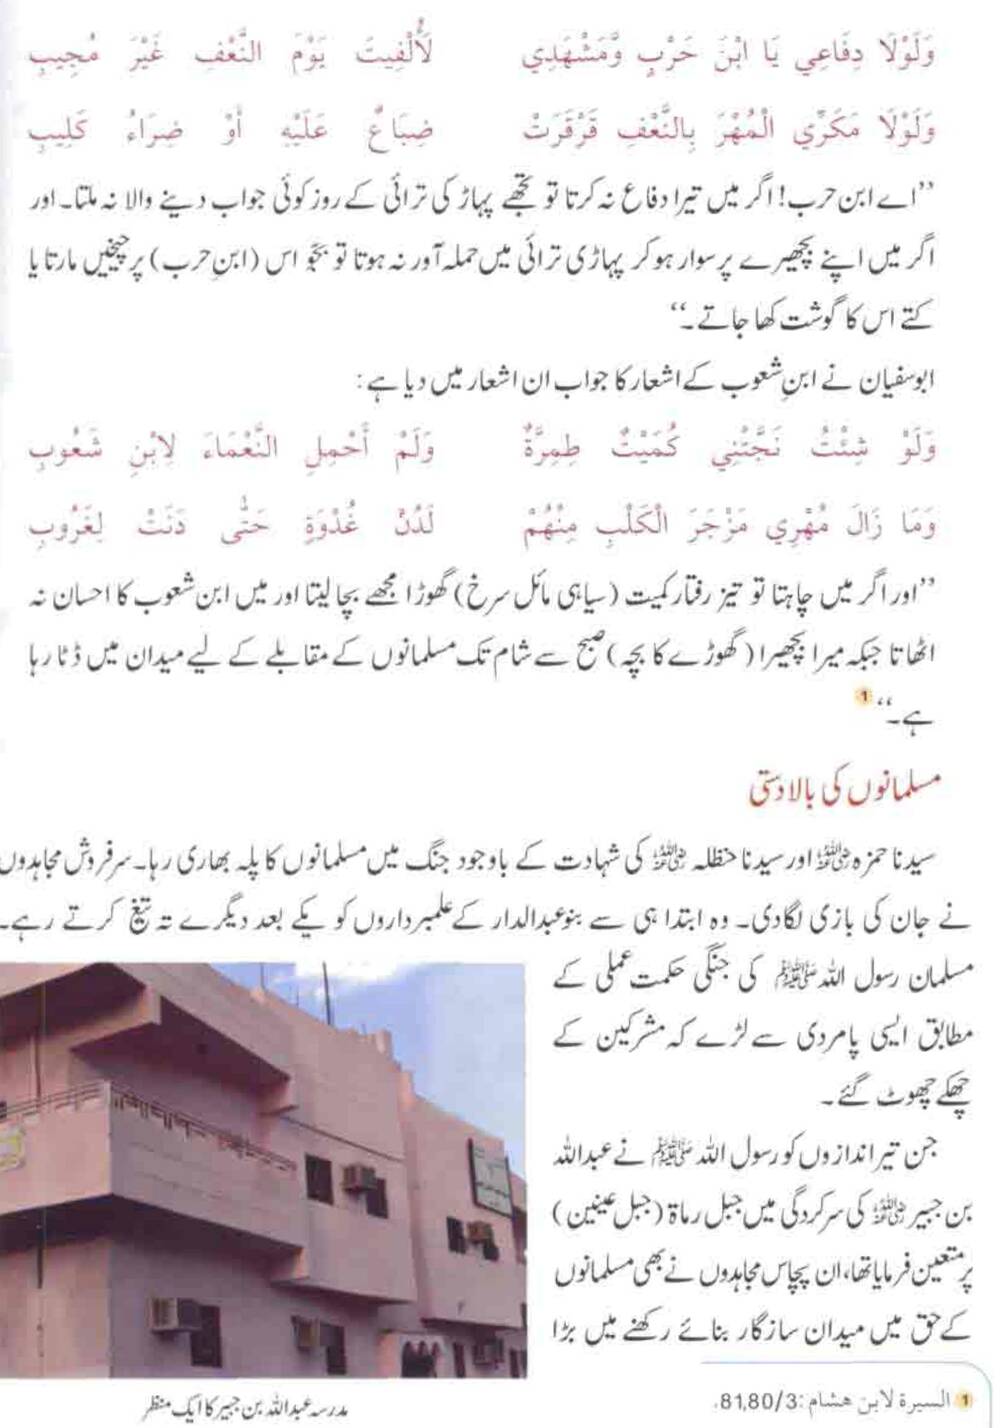 وَلَوْلَا دِفَاعِي يَا ابْنَ حَرْبٍ وَّمَشْهَدِي لَأُلْفِيتَ يَوْمَ النَّعْفِ غَيْرَ مُجِيبِ
وَلَوْلَا مَكَرِّي الْمُهْرَ بِالنَّعْفِ قَرْقَرَتْ ضِبَاعٌ عَلَيْهِ أَوْ ضِرَاءُ كَلِيبِ
”اے ابن حرب! اگر میں تیرا دفاع نہ کرتا تو تجھے پہاڑ کی ترائی کے روز کوئی جواب دینے والا نہ ملتا۔ اور
اگر میں اپنے بچھیرے پر سوار ہو کر پہاڑی ترائی میں حملہ آور نہ ہوتا تو بجّو اس (ابنِ حرب) پر چیخیں مارتا یا
کتے اس کا گوشت کھا جاتے۔“
ابوسفیان نے ابنِ شعوب کے اشعار کا جواب ان اشعار میں دیا ہے:
وَلَوْ شِئْتُ نَجَّتْنِي كُمَيْتٌ طِمِرَّةٌ وَلَمْ أَحْمِلِ النَّعْمَاءَ لِابْنِ شَعُوبِ
وَمَا زَالَ مُهْرِي مَزْجَرَ الْكَلْبِ مِنْهُمْ لَدُنْ غُدْوَةٍ حَتَّى دَنَتْ لِغَرُوبِ
”اور اگر میں چاہتا تو تیز رفتار کمیت (سیاہی مائل سرخ) گھوڑا مجھے بچا لیتا اور میں ابن شعوب کا احسان نہ
اٹھاتا جبکہ میرا بچھیرا (گھوڑے کا بچہ) صبح سے شام تک مسلمانوں کے مقابلے کے لیے میدان میں ڈٹا رہا
ہے۔“ 1
مسلمانوں کی بالادستی
سیدنا حمزہ رضی اللہ عنہ اور سیدنا حنظلہ رضی اللہ عنہ کی شہادت کے باوجود جنگ میں مسلمانوں کا پلہ بھاری رہا۔ سرفروش مجاہدوں
نے جان کی بازی لگا دی۔ وہ ابتدا ہی سے بنو عبدالدار کے علمبرداروں کو یکے بعد دیگرے تہ تیغ کرتے رہے۔
مسلمان رسول اللہ ﷺ کی جنگی حکمت عملی کے
مطابق ایسی پامردی سے لڑے کہ مشرکین کے
چھکے چھوٹ گئے۔
جن تیر اندازوں کو رسول اللہ ﷺ نے عبداللہ
بن جبیر رضی اللہ عنہ کی سرکردگی میں جبل رماۃ (جبل عینین)
پر متعین فرمایا تھا، ان پچاس مجاہدوں نے بھی مسلمانوں
کے حق میں میدان سازگار بنائے رکھنے میں بڑا
1 السيرة لابن هشام: 81,80/3.
مدرسہ عبداللہ بن جبیر کا ایک منظر